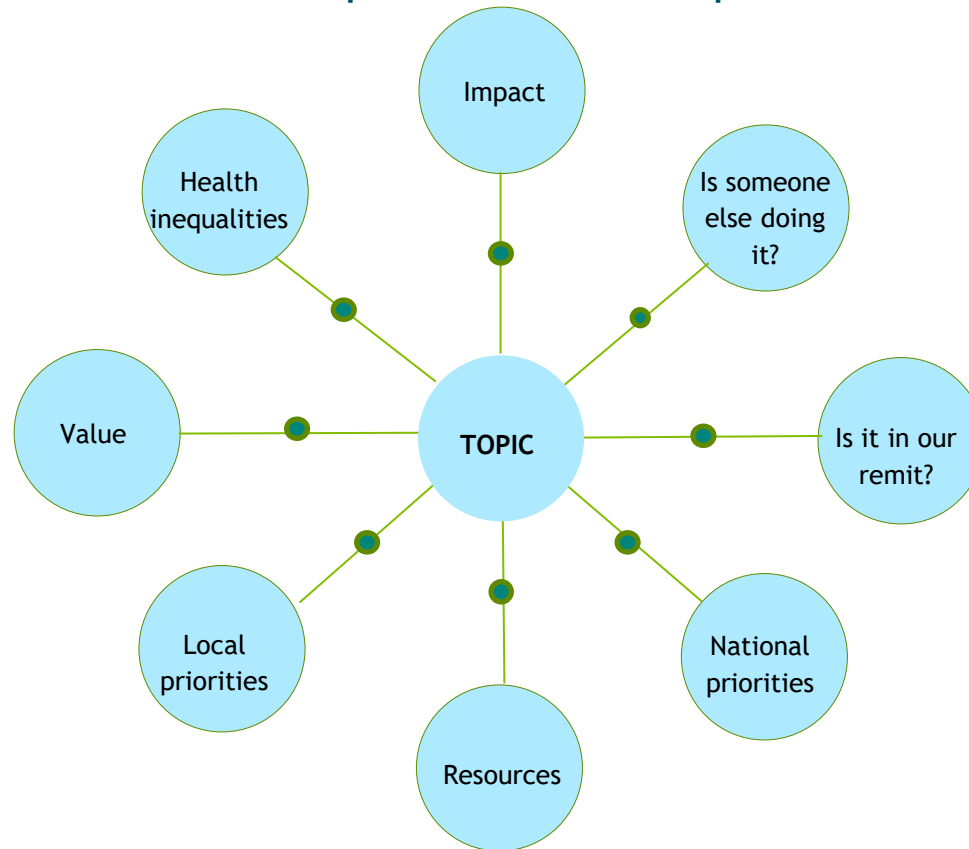 Impact
Health
inequalities
Is someone
else doing
it?
Value
TOPIC
Is it in our
remit?
Local
priorities
National
priorities
Resources